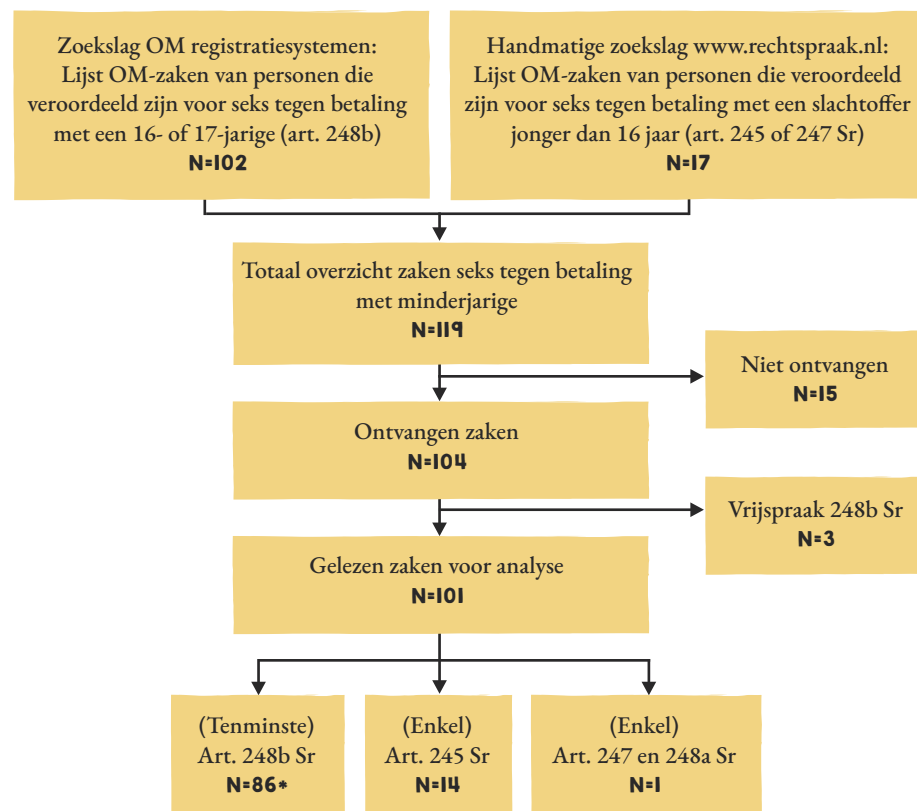 Zoekslag OM registratiesystemen:
Lijst OM-zaken van personen die
veroordeeld zijn voor seks tegen betaling
met een 16- of 17-jarige (art. 248b)
N=102
Handmatige zoekslag www.rechtspraak.nl:
Lijst OM-zaken van personen die veroordeeld
zijn voor seks tegen betaling met een slachtoffer
jonger dan 16 jaar (art. 245 of 247 Sr)
N=17
Totaal overzicht zaken seks tegen betaling
met minderjarige
N=119
Niet ontvangen
N=15
Ontvangen zaken
N=104
Vrijspraak 248b Sr
N=3
Gelezen zaken voor analyse
N=101
(Tenminste)
Art. 248b Sr
N=86*
(Enkel)
Art. 245 Sr
N=14
(Enkel)
Art. 247 en 248a Sr
N=1